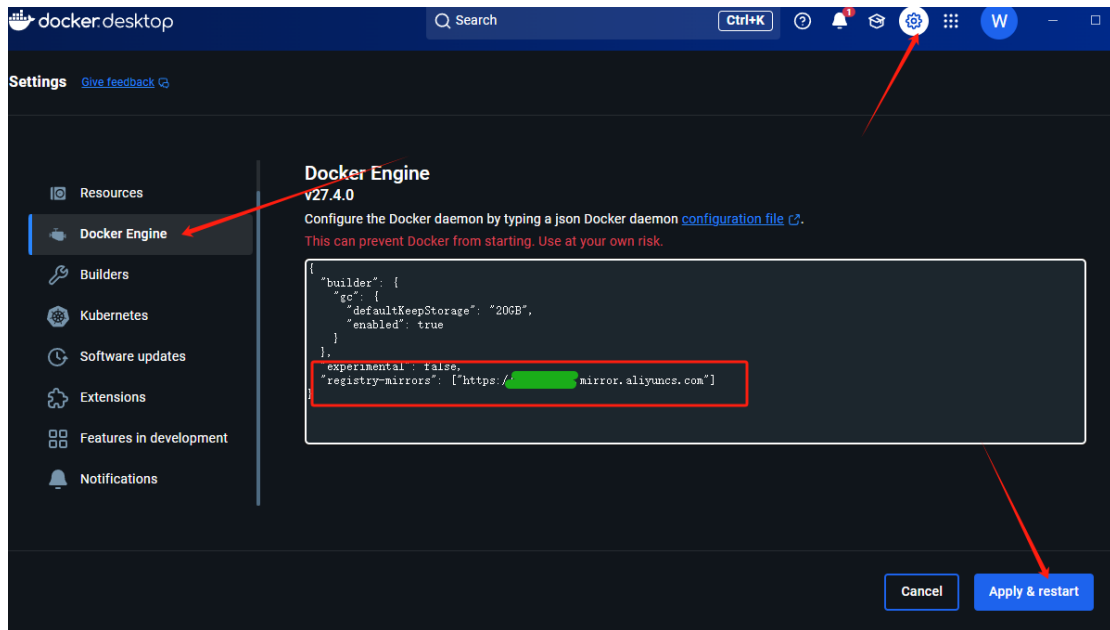 docker.desktop
Search
Ctrl+K
1
W
Settings
Give feedback
Resources
Docker Engine
Builders
Kubernetes
Software updates
Extensions
Features in development
Notifications
Docker Engine
v27.4.0
Configure the Docker daemon by typing a json Docker daemon configuration file.
This can prevent Docker from starting. Use at your own risk.
{
"builder": {
"gc": {
"defaultKeepStorage": "20GB",
"enabled": true
}
},
"experimental": false,
"registry-mirrors": ["https:/ mirror.aliyuncs.com"]
}
Cancel
Apply & restart